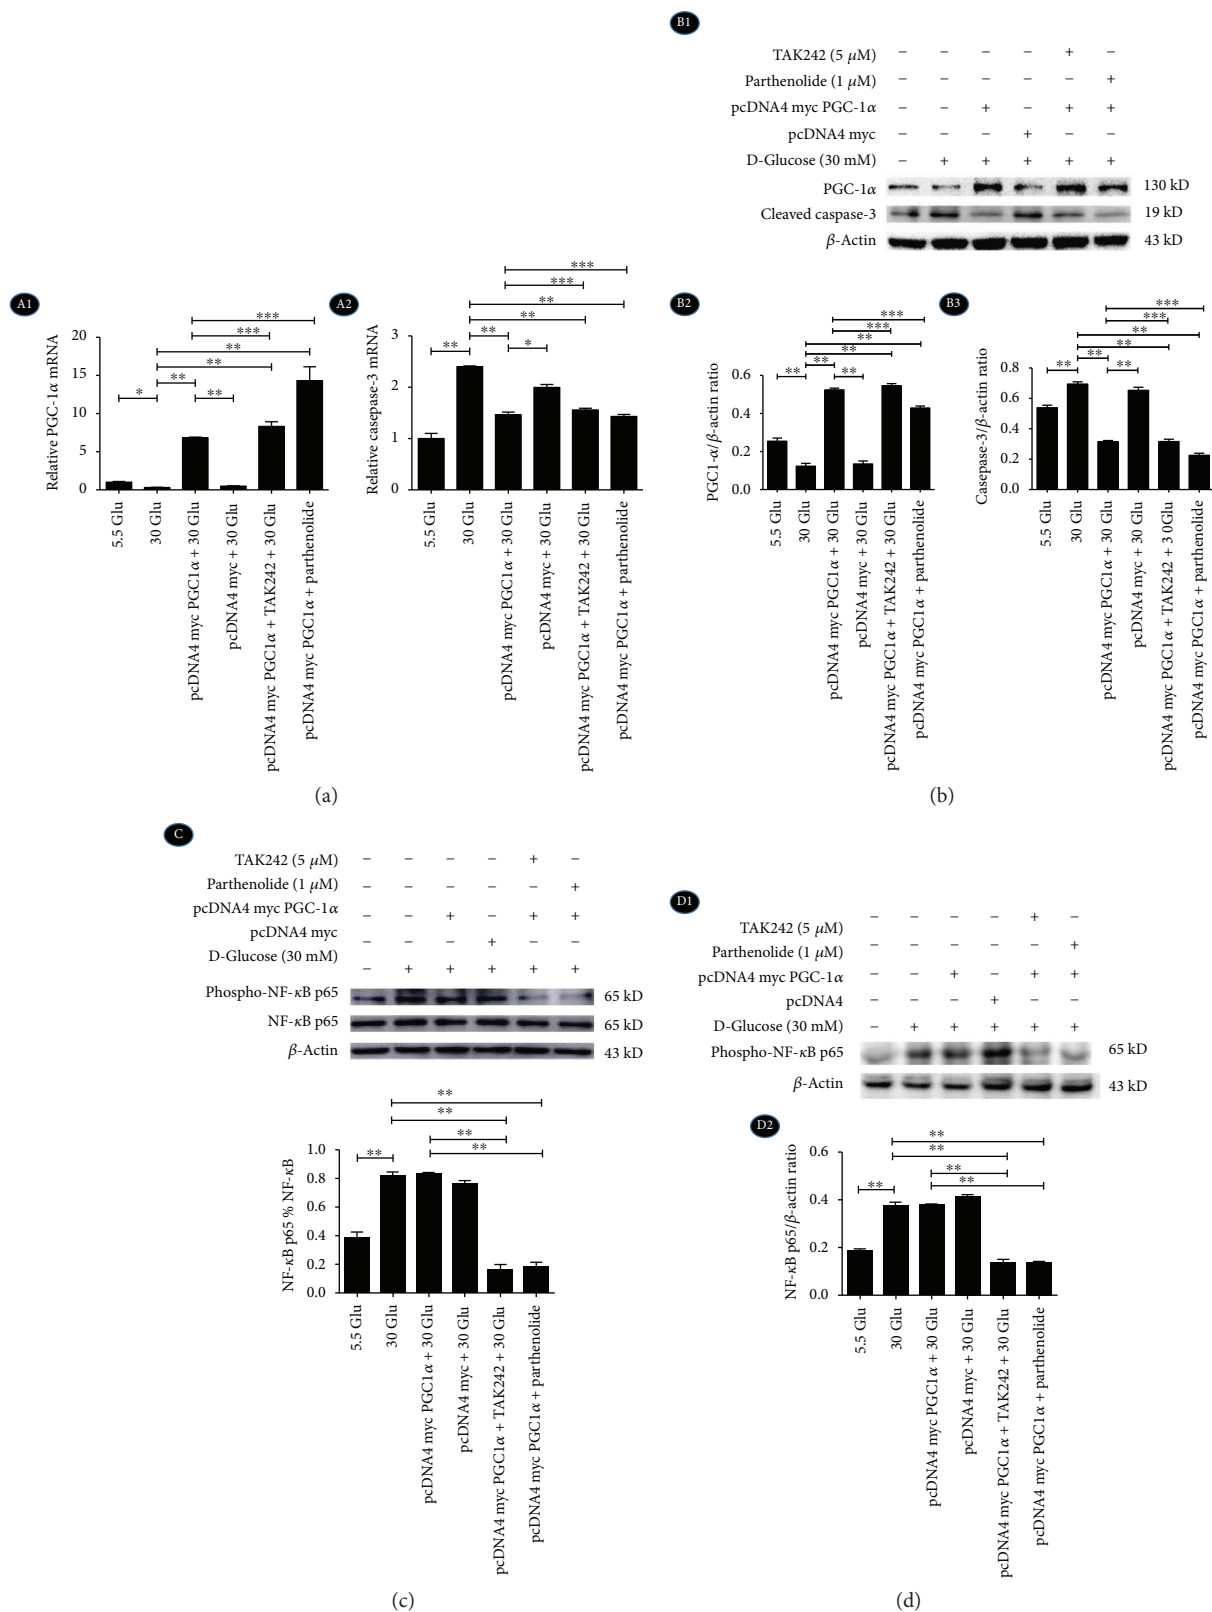 A1
*
**
**
**
**
***
***
Relative PGC-1α mRNA
20
15
10
5
0
5.5 Glu
30 Glu
pcDNA4 myc PGC1α + 30 Glu
pcDNA4 myc + 30 Glu
pcDNA4 myc PGC1α + TAK242 + 30 Glu
pcDNA4 myc PGC1α + parthenolide
A2
***
***
**
**
**
**
*
Relative casepase-3 mRNA
3
2
1
0
5.5 Glu
30 Glu
pcDNA4 myc PGC1α + 30 Glu
pcDNA4 myc + 30 Glu
pcDNA4 myc PGC1α + TAK242 + 30 Glu
pcDNA4 myc PGC1α + parthenolide
(a)
B1
TAK242 (5 μM) − − − − + −
Parthenolide (1 μM) − − − − − +
pcDNA4 myc PGC-1α − − + − + +
pcDNA4 myc − − − + − −
D-Glucose (30 mM) − + + + + +
PGC-1α 130 kD
Cleaved caspase-3 19 kD
β-Actin 43 kD
B2
***
***
**
**
**
**
**
PGC1-α/β-actin ratio
0.6
0.4
0.2
0.0
5.5 Glu
30 Glu
pcDNA4 myc PGC1α + 30 Glu
pcDNA4 myc + 30 Glu
pcDNA4 myc PGC1α + TAK242 + 30 Glu
pcDNA4 myc PGC1α + parthenolide
B3
***
***
**
**
**
**
**
Casepase-3/β-actin ratio
0.8
0.6
0.4
0.2
0.0
5.5 Glu
30 Glu
pcDNA4 myc PGC1α + 30 Glu
pcDNA4 myc + 30 Glu
pcDNA4 myc PGC1α + TAK242 + 3 0Glu
pcDNA4 myc PGC1α + parthenolide
(b)
C
TAK242 (5 μM) − − − − + −
Parthenolide (1 μM) − − − − − +
pcDNA4 myc PGC-1α − − + − + +
pcDNA4 myc − − − + − −
D-Glucose (30 mM) − + + + + +
Phospho-NF-κB p65 65 kD
NF-κB p65 65 kD
β-Actin 43 kD
**
**
**
**
**
NF-κB p65 % NF-κB
1.0
0.8
0.4
0.2
0.0
5.5 Glu
30 Glu
pcDNA4 myc PGC1α + 30 Glu
pcDNA4 myc + 30 Glu
pcDNA4 myc PGC1α + TAK242 + 30 Glu
pcDNA4 myc PGC1α + parthenolide
(c)
D1
TAK242 (5 μM) − − − − + −
Parthenolide (1 μM) − − − − − +
pcDNA4 myc PGC-1α − − + − + +
pcDNA4 − − − + − −
D-Glucose (30 mM) − + + + + +
Phospho-NF-κB p65 65 kD
β-Actin 43 kD
D2
**
**
**
**
**
NF-κB p65/β-actin ratio
0.6
0.4
0.2
0.0
5.5 Glu
30 Glu
pcDNA4 myc PGC1α + 30 Glu
pcDNA4 myc + 30 Glu
pcDNA4 myc PGC1α + TAK242 + 30 Glu
pcDNA4 myc PGC1α + parthenolide
(d)